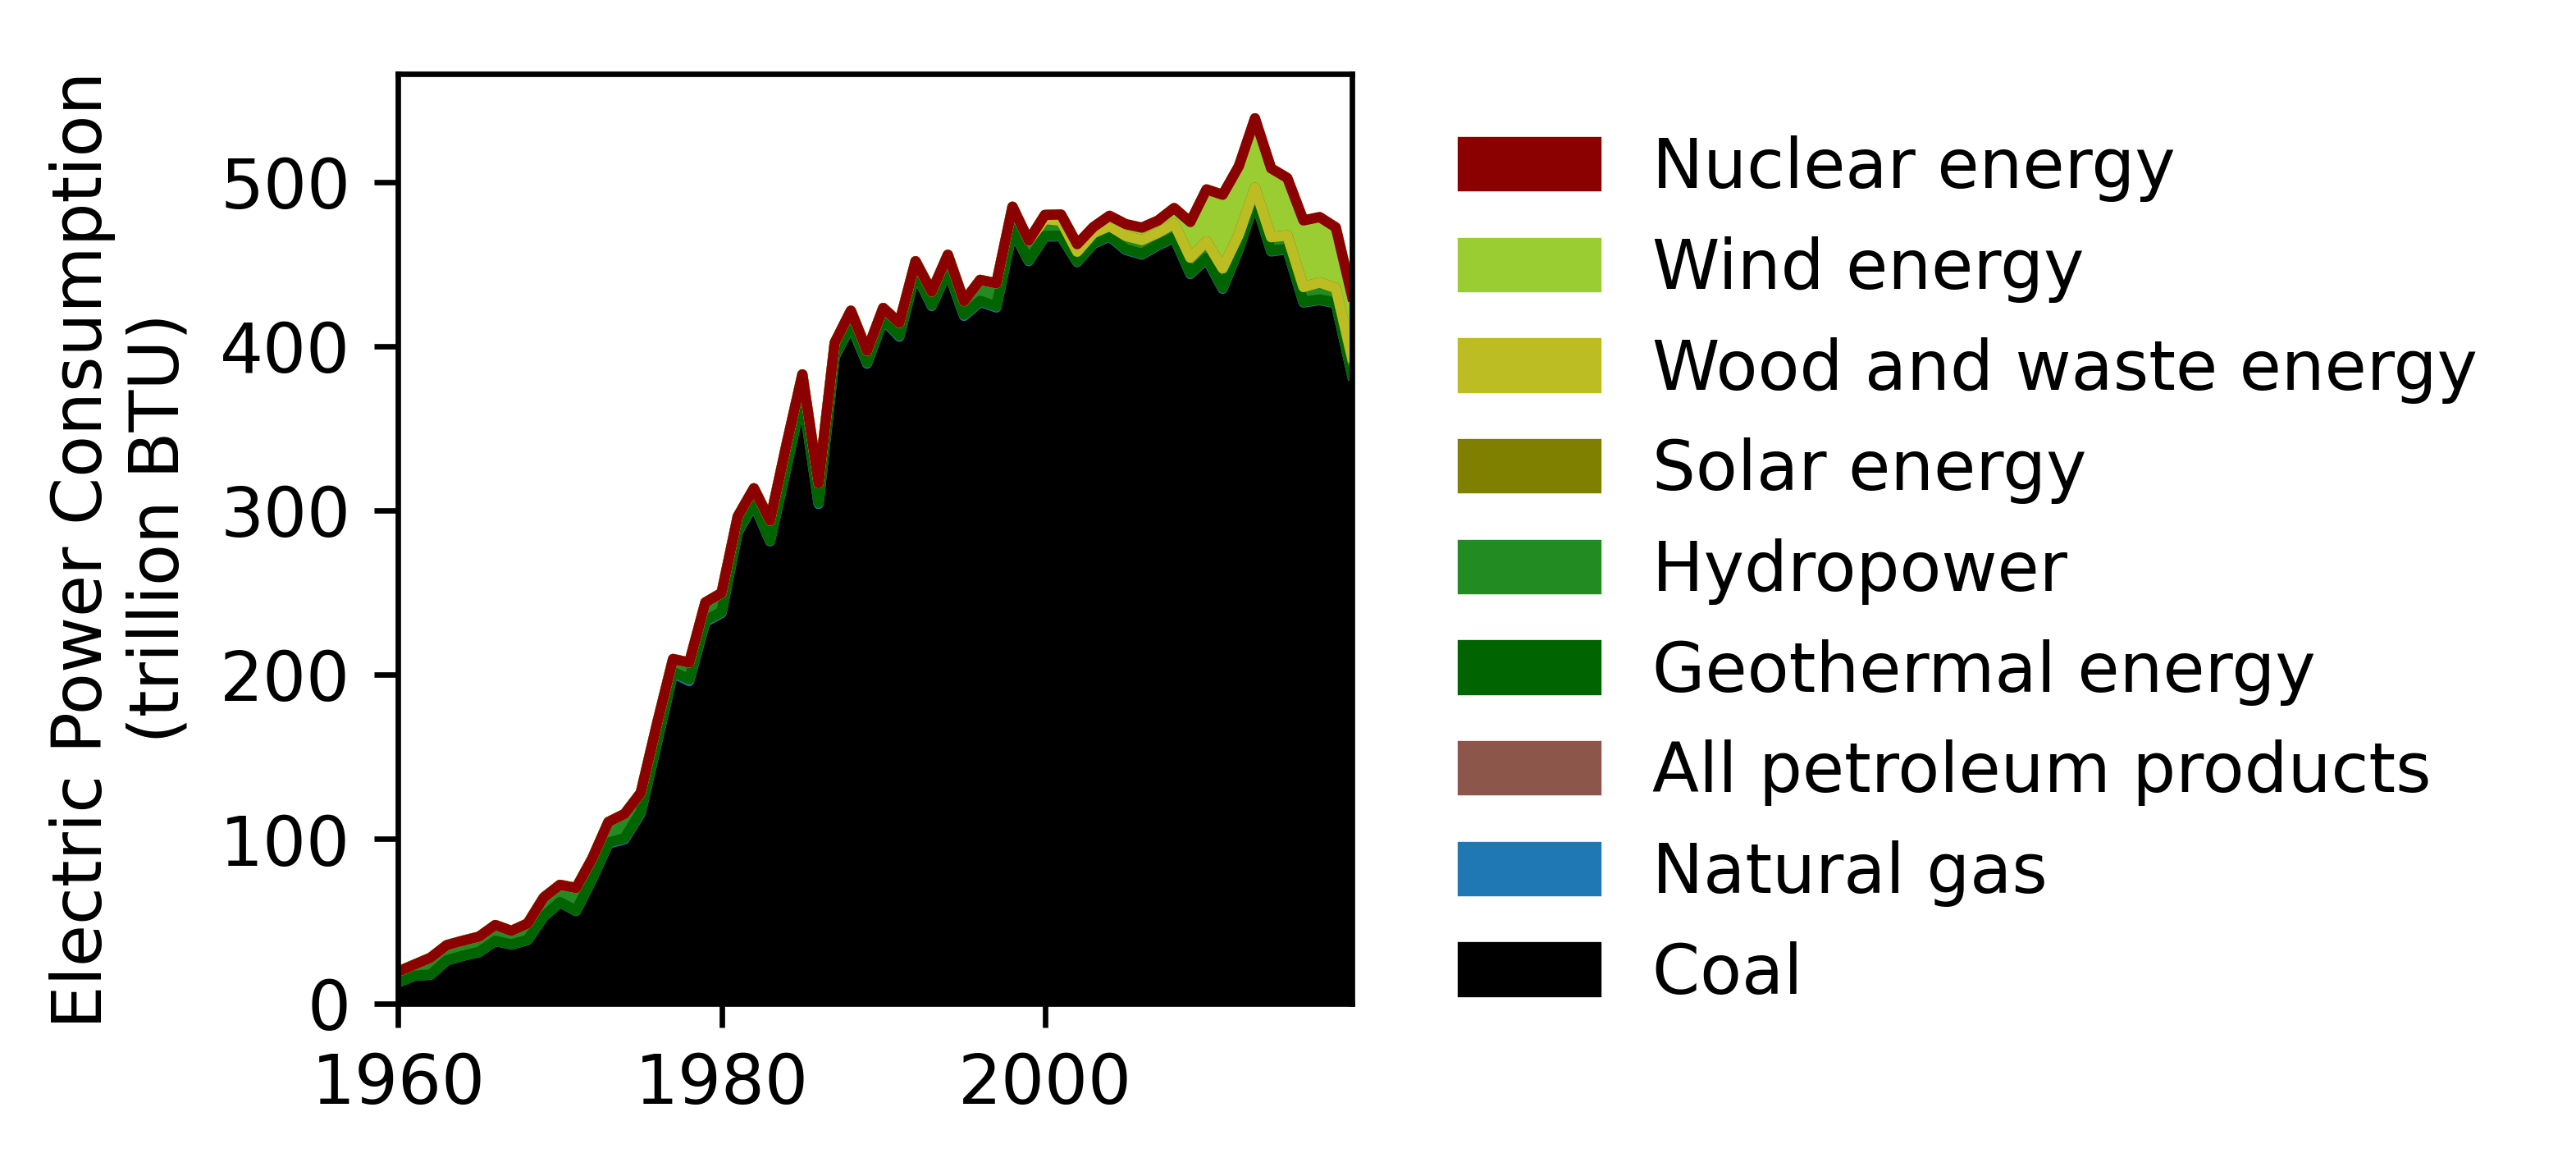 Electric Power Consumption
(trillion BTU)
500
400
300
200
100
0
1960
1980
2000
Nuclear energy
Wind energy
Wood and waste energy
Solar energy
Hydropower
Geothermal energy
All petroleum products
Natural gas
Coal